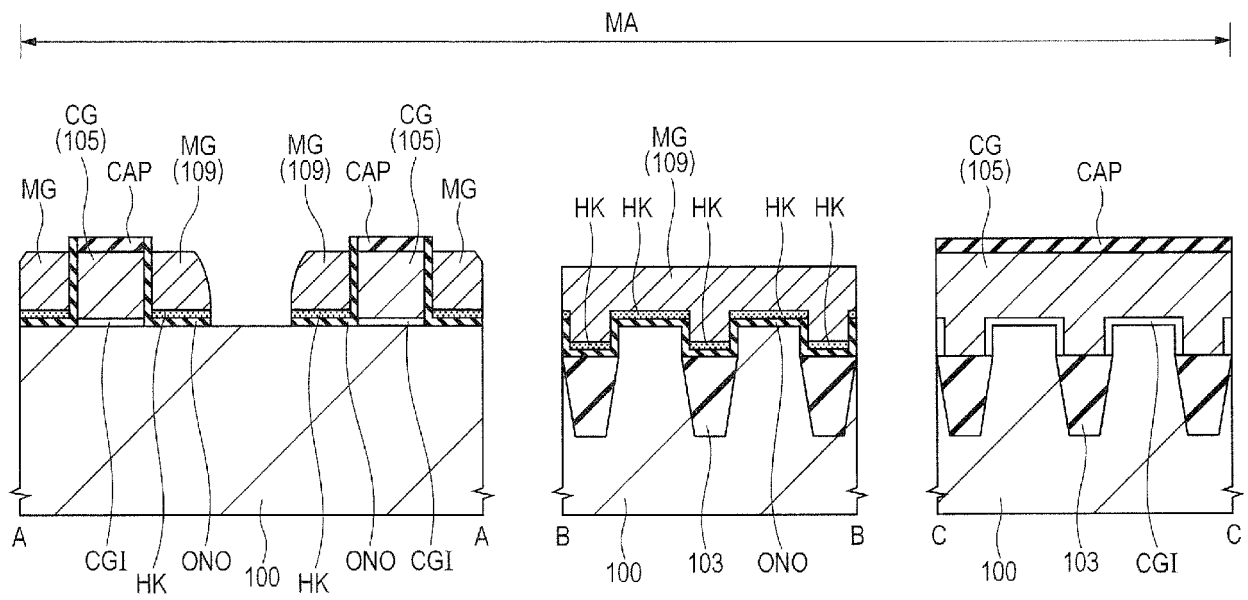 MA
CG
(105)
MG
(109)
CAP
MG
MG
(109)
CAP
CG
(105)
MG
MG
(109)
HK
HK
HK
HK
HK
CG
(105)
CAP
A
CGI
HK
ONO
100
HK
ONO
CGI
A
B
100
103
ONO
B
C
100
103
CGI
C